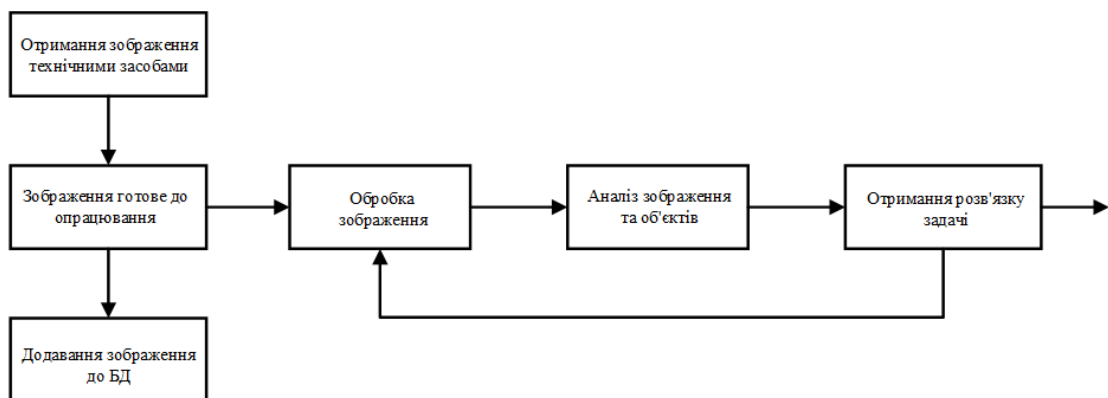 Отримання зображення
технічними засобами
Зображення готове до
опрацювання
Обробка
зображення
Аналіз зображення
та об'єктів
Отримання розв'язку
задачі
Додавання зображення
до БД